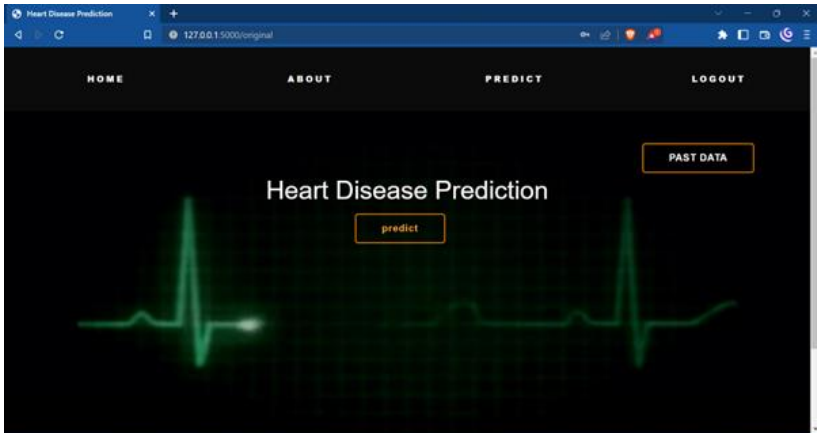 Heart Disease Prediction
127.0.0.1:5000/original
HOME ABOUT PREDICT LOGOUT
PAST DATA
Heart Disease Prediction
predict